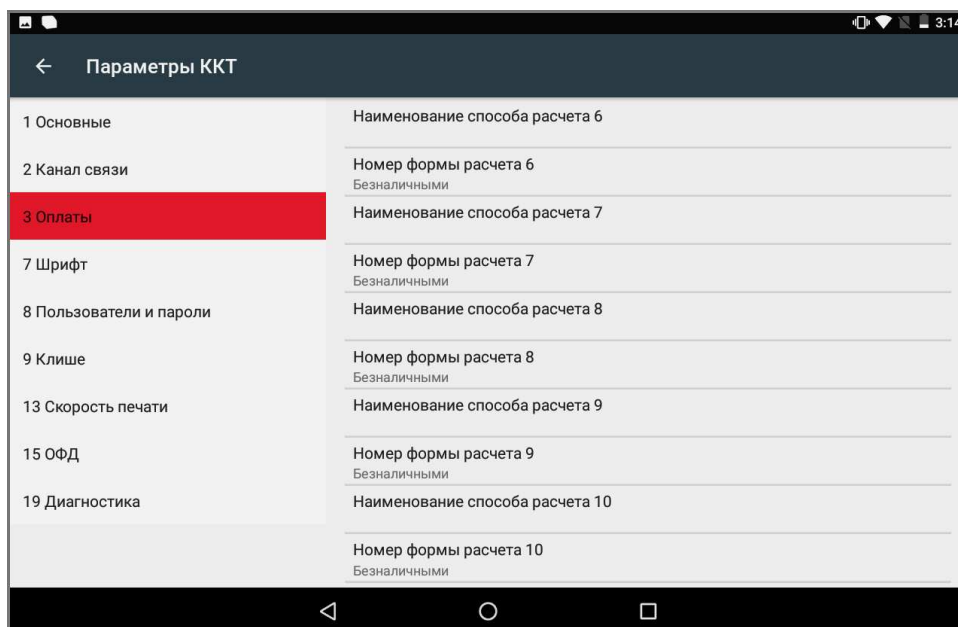 3:14
Параметры ККТ
1 Основные
2 Канал связи
3 Оплаты
7 Шрифт
8 Пользователи и пароли
9 Клише
13 Скорость печати
15 ОФД
19 Диагностика
Наименование способа расчета 6
Номер формы расчета 6
Безналичными
Наименование способа расчета 7
Номер формы расчета 7
Безналичными
Наименование способа расчета 8
Номер формы расчета 8
Безналичными
Наименование способа расчета 9
Номер формы расчета 9
Безналичными
Наименование способа расчета 10
Номер формы расчета 10
Безналичными